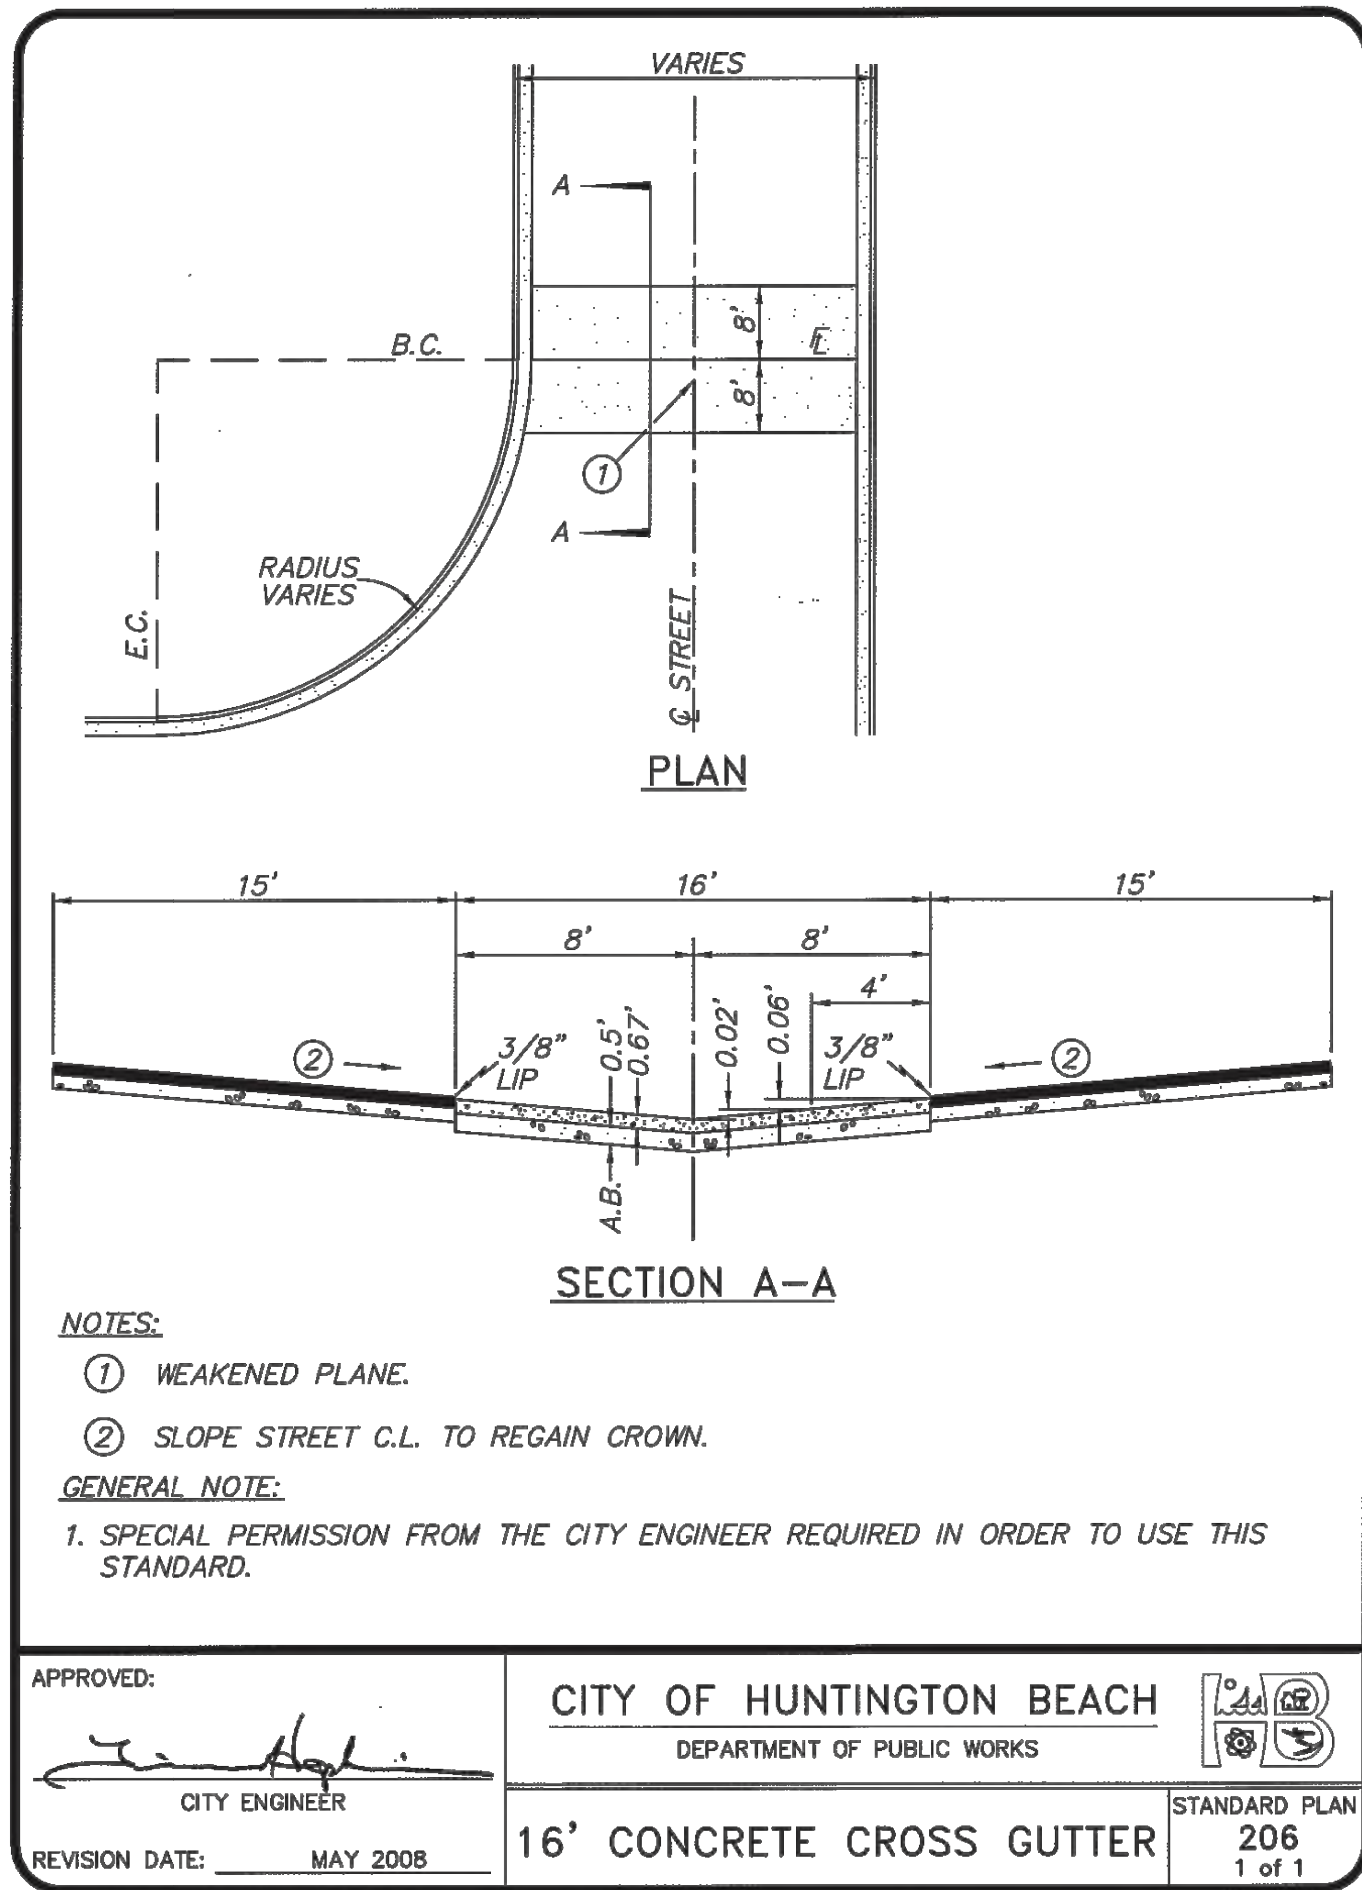 VARIES
A
8'
B.C.
FL
8'
1
A
RADIUS
VARIES
E.C.
CL STREET
PLAN
15'
16'
15'
8'
8'
4'
2
3/8"
LIP
0.5'
0.67'
0.02'
0.06'
3/8"
LIP
2
A.B.
SECTION A-A
NOTES:
1 WEAKENED PLANE.
2 SLOPE STREET C.L. TO REGAIN CROWN.
GENERAL NOTE:
1. SPECIAL PERMISSION FROM THE CITY ENGINEER REQUIRED IN ORDER TO USE THIS
STANDARD.
APPROVED:
CITY ENGINEER
REVISION DATE: MAY 2008
CITY OF HUNTINGTON BEACH
DEPARTMENT OF PUBLIC WORKS
16' CONCRETE CROSS GUTTER
STANDARD PLAN
206
1 of 1